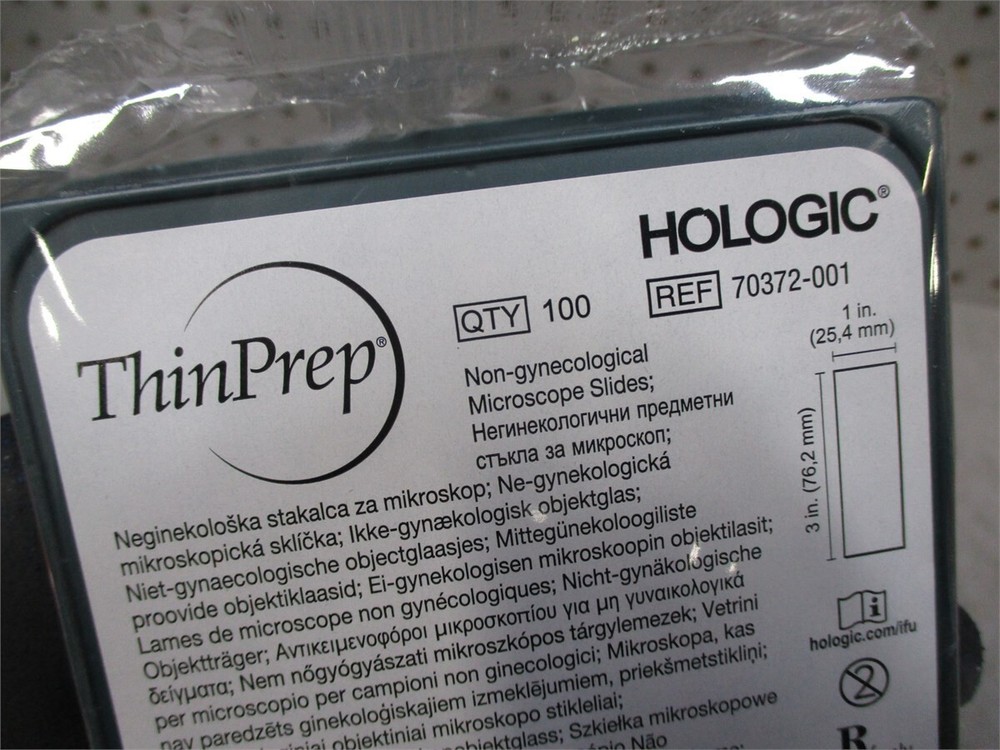 HOLOGIC®
ThinPrep®
QTY 100
REF 70372-001
1 in.
(25,4 mm)
3 in. (76,2 mm)
Non-gynecological
Microscope Slides;
Негинекологични предметни
стъкла за микроскоп;
Neginekološka stakalca za mikroskop; Ne-gynekologická
mikroskopická sklíčka; Ikke-gynækologisk objektglas;
Niet-gynaecologische objectglaasjes; Mittegünekoloogiliste
proovide objektiklaasid; Ei-gynekologisen mikroskoopin objektilasit;
Lames de microscope non gynécologiques; Nicht-gynäkologische
Objektträger; Αντικειμενοφόροι μικροσκοπίου για μη γυναικολογικά
δείγματα; Nem nőgyógyászati mikroszkópos tárgylemezek; Vetrini
per microscopio per campioni non ginecologici; Mikroskopa, kas
nav paredzēts ginekoloģiskajiem izmeklējumiem, priekšmetstikliņi;
objektiniai mikroskopo stikleliai;
Szkiełka mikroskopowe
Não
hologic.com/ifu
2
R